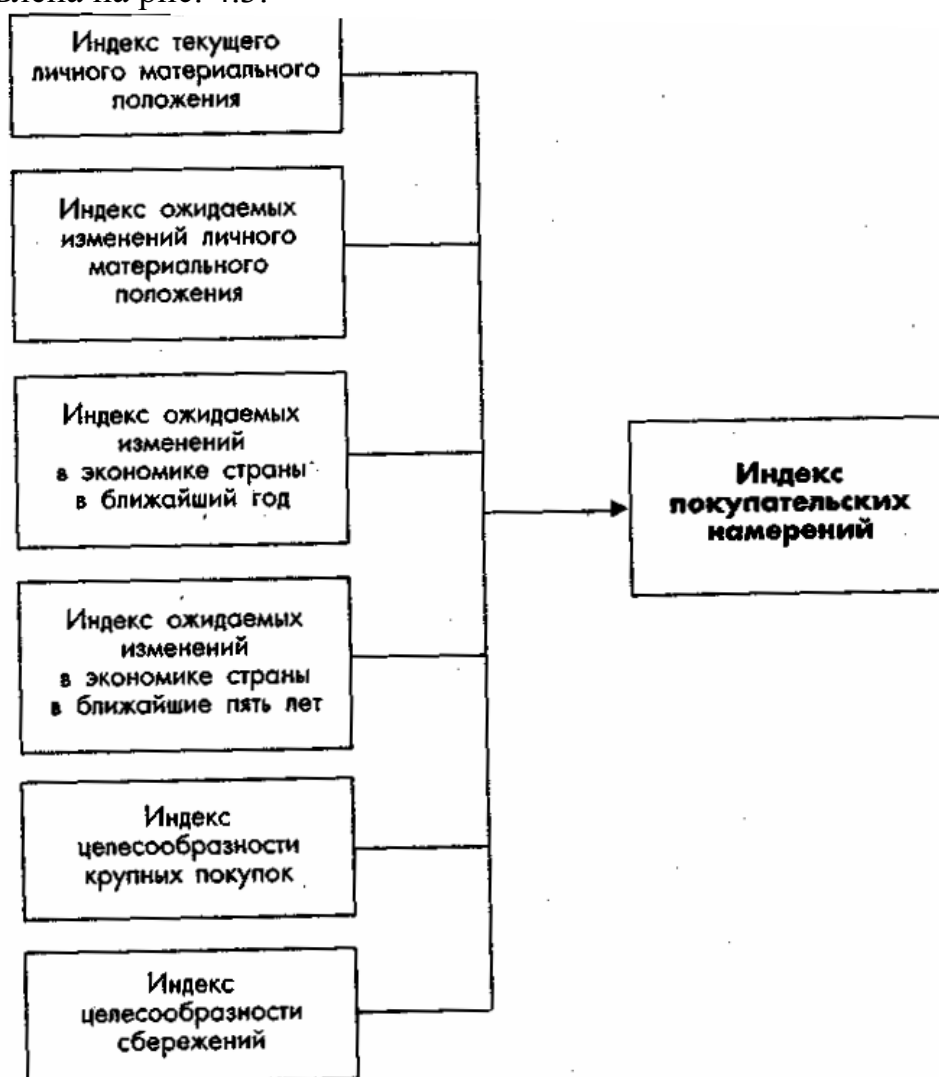 на рис. 4.5.
Индекс текущего
личного материального
положения
Индекс ожидаемых
изменений личного
материального
положения
Индекс ожидаемых
изменений
в экономике страны
в ближайший год
Индекс ожидаемых
изменений
в экономике страны
в ближайшие пять лет
Индекс
целесообразности
крупных покупок
Индекс
целесообразности
сбережений
Индекс
покупательских
намерений